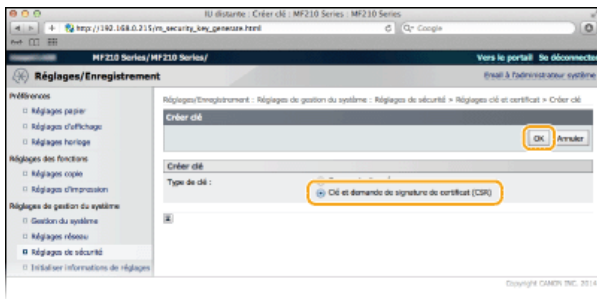 IU distante : Créer clé : MF210 Series : MF210 Series
http://192.168.0.215/m_security_key_generate.html
Google
MF210 Series/MF210 Series/
Vers le portail Se déconnecter
Réglages/Enregistrement
Email à l'administrateur système
Préférences
Réglages papier
Réglages d'affichage
Réglages horloge
Réglages des fonctions
Réglages copie
Réglages d'impression
Réglages de gestion du système
Gestion du système
Réglages réseau
Réglages de sécurité
Initialiser informations de réglages
Réglages/Enregistrement : Réglages de gestion du système : Réglages de sécurité > Réglages clé et certificat > Créer clé
Créer clé
OK Annuler
Créer clé
Type de clé :
Clé et demande de signature de certificat (CSR)
Copyright CANON INC. 2014